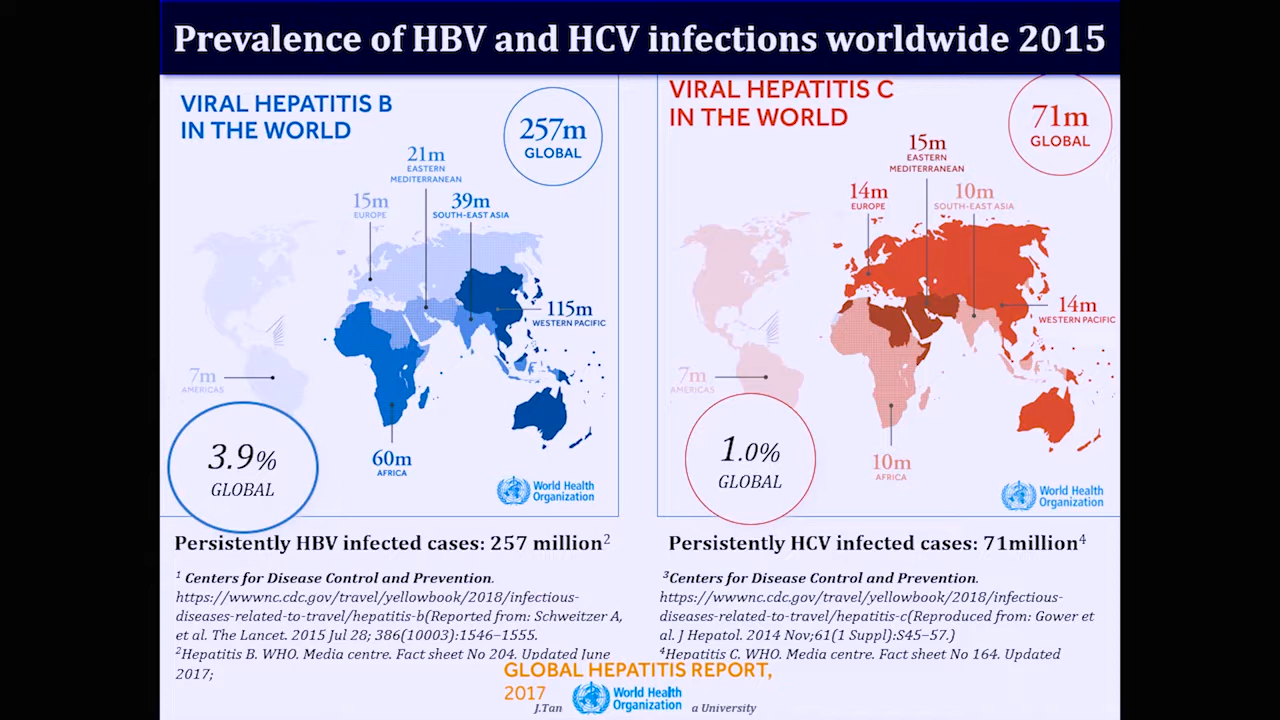 Prevalence of HBV and HCV infections worldwide 2015
VIRAL HEPATITIS B
IN THE WORLD
257m
GLOBAL
21m
EASTERN
MEDITERRANEAN
15m
EUROPE
39m
SOUTH-EAST ASIA
115m
WESTERN PACIFIC
7m
AMERICAS
60m
AFRICA
3.9%
GLOBAL
World Health
Organization
VIRAL HEPATITIS C
IN THE WORLD
71m
GLOBAL
15m
EASTERN
MEDITERRANEAN
14m
EUROPE
10m
SOUTH-EAST ASIA
14m
WESTERN PACIFIC
7m
AMERICAS
10m
AFRICA
1.0%
GLOBAL
World Health
Organization
Persistently HBV infected cases: 257 million²
¹ Centers for Disease Control and Prevention.
https://wwwnc.cdc.gov/travel/yellowbook/2018/infectious-
diseases-related-to-travel/hepatitis-b(Reported from: Schweitzer A,
et al. The Lancet. 2015 Jul 28; 386(10003):1546–1555.
²Hepatitis B. WHO. Media centre. Fact sheet No 204. Updated June
2017;
Persistently HCV infected cases: 71million⁴
³Centers for Disease Control and Prevention.
https://wwwnc.cdc.gov/travel/yellowbook/2018/infectious-
diseases-related-to-travel/hepatitis-c(Reproduced from: Gower et
al. J Hepatol. 2014 Nov;61(1 Suppl):S45–57.)
⁴Hepatitis C. WHO. Media centre. Fact sheet No 164. Updated
GLOBAL HEPATITIS REPORT,
2017
World Health
Organization
J.Tan
a University